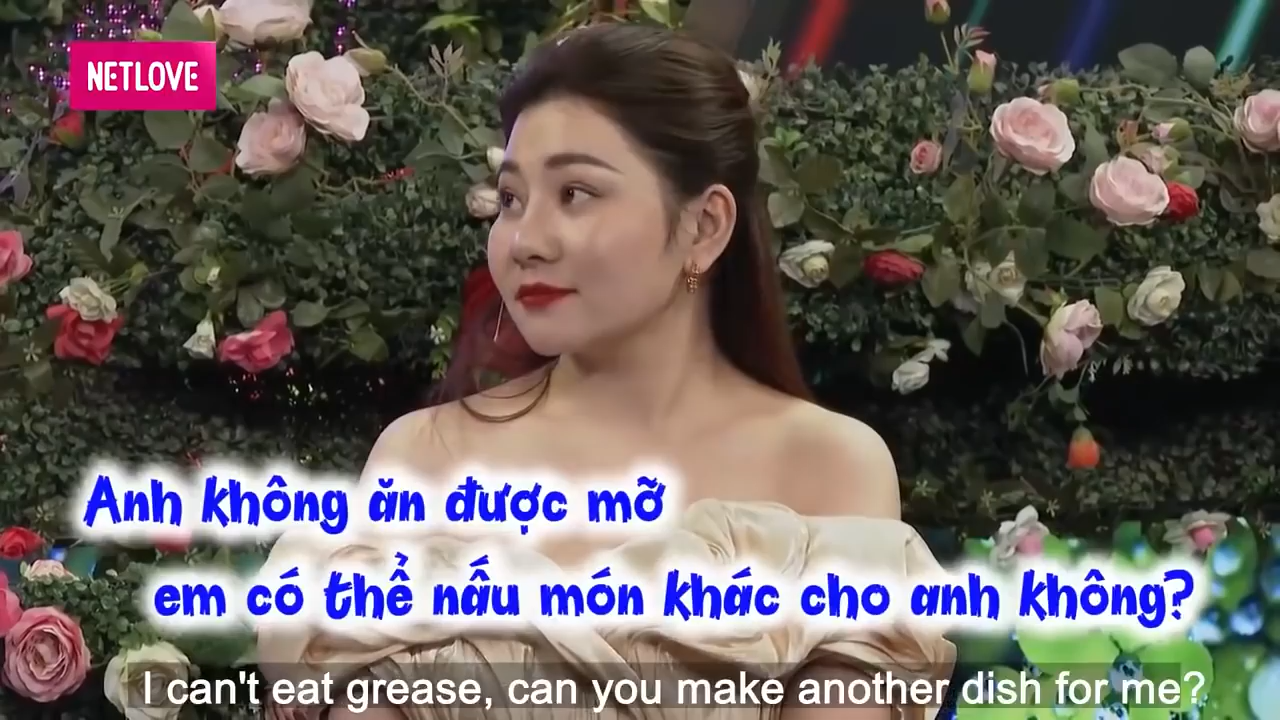 NETLOVE
Anh không ăn được mỡ
em có thể nấu món khác cho anh không?
I can't eat grease, can you make another dish for me?